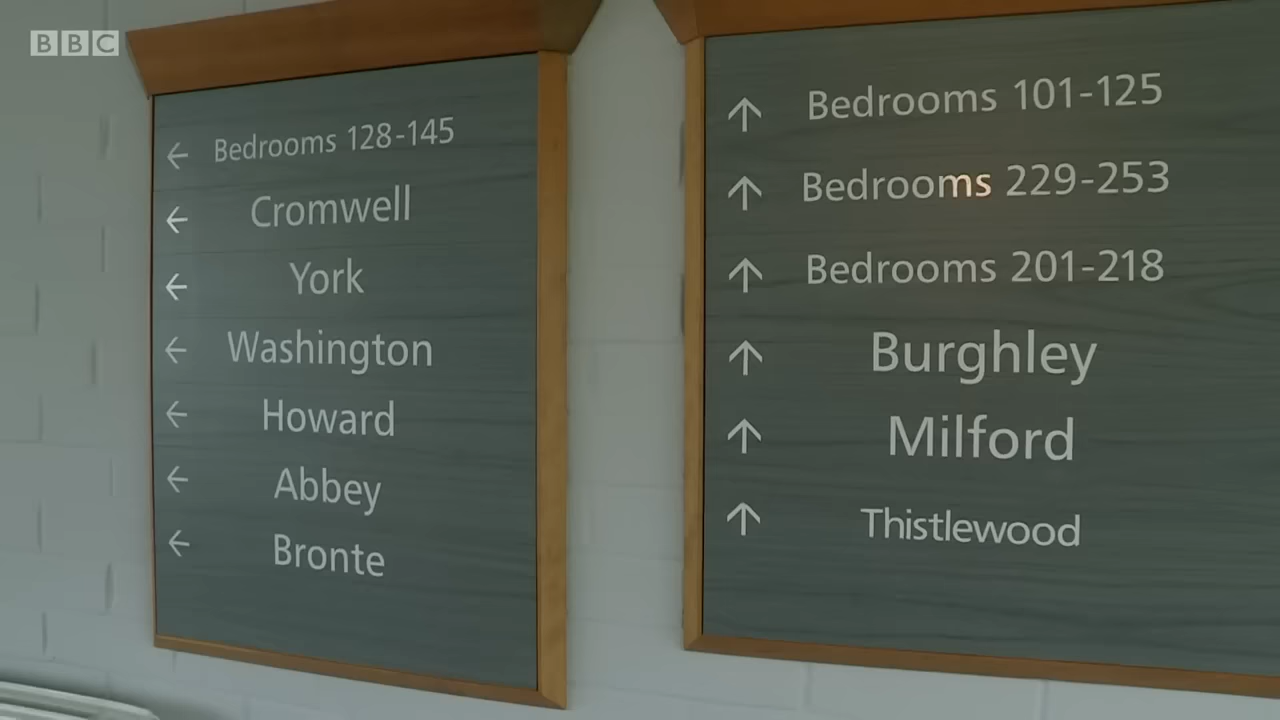 BBC
← Bedrooms 128-145
← Cromwell
← York
← Washington
← Howard
← Abbey
← Bronte
↑ Bedrooms 101-125
↑ Bedrooms 229-253
↑ Bedrooms 201-218
↑ Burghley
↑ Milford
↑ Thistlewood